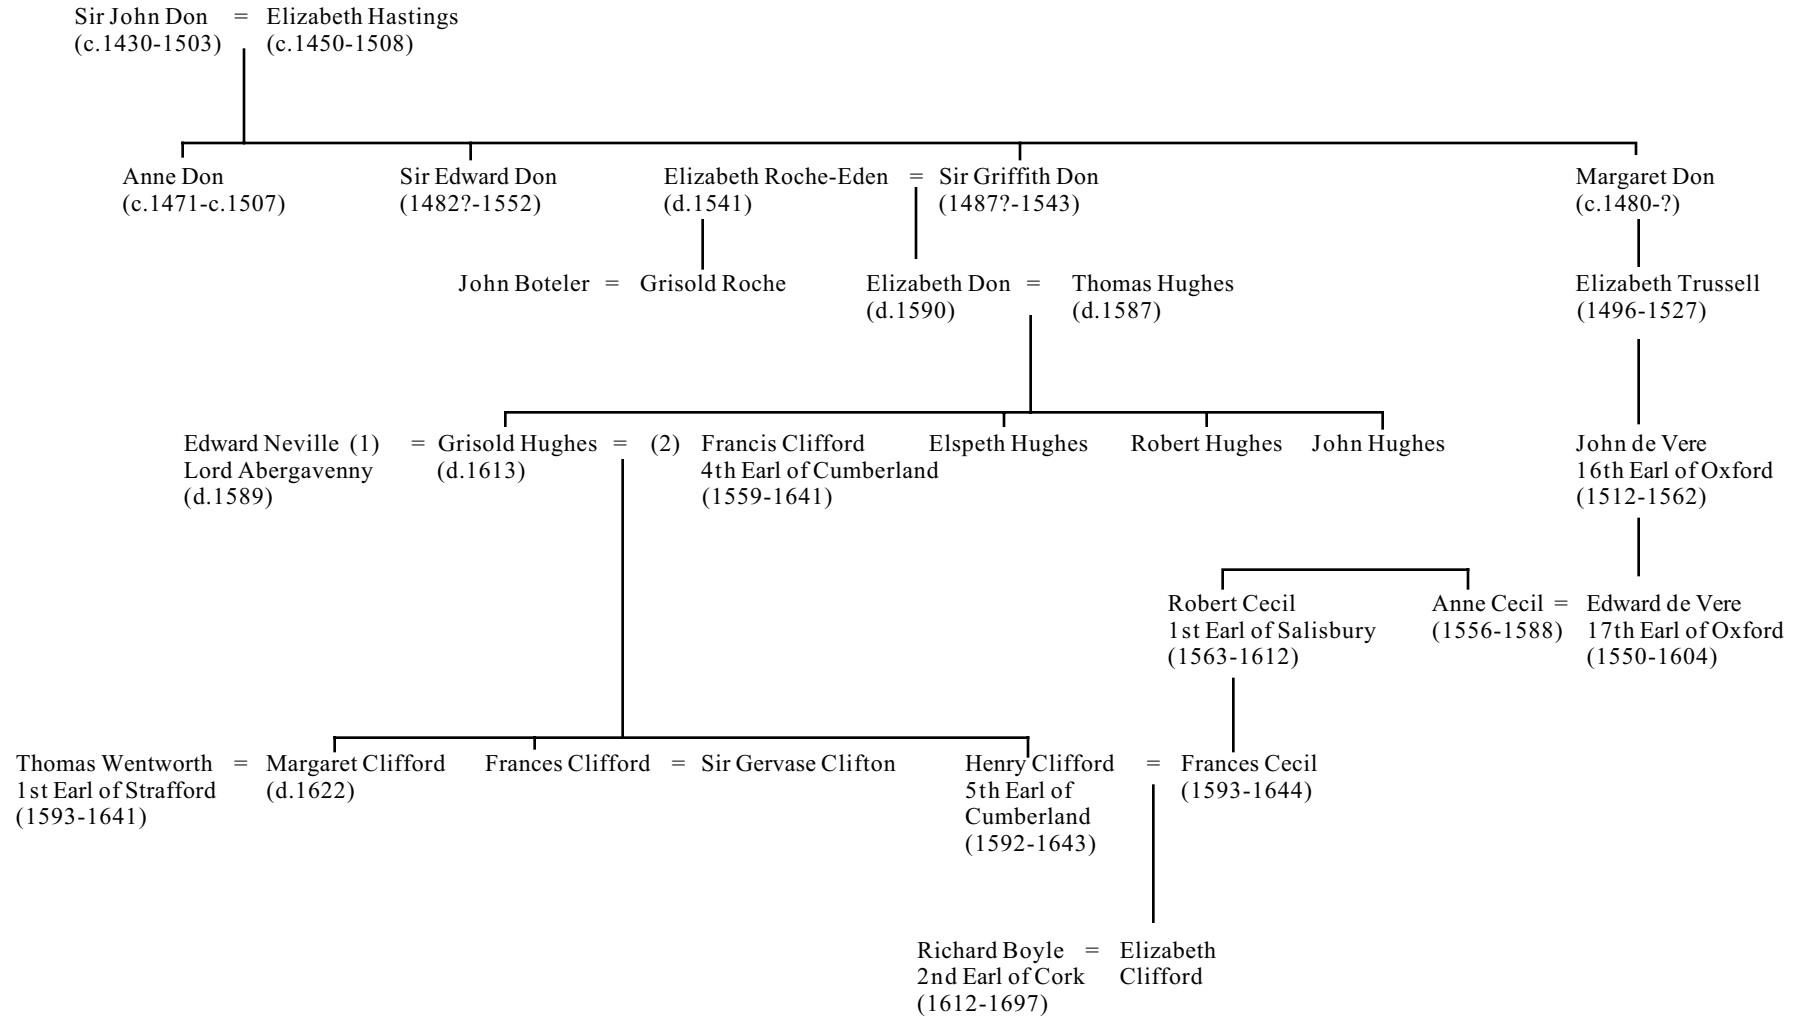 Sir John Don = Elizabeth Hastings
(c.1430-1503) (c.1450-1508)
Anne Don Sir Edward Don Elizabeth Roche-Eden = Sir Griffith Don Margaret Don
(c.1471-c.1507) (1482?-1552) (d.1541) (1487?-1543) (c.1480-?)
John Boteler = Grisold Roche Elizabeth Don = Thomas Hughes Elizabeth Trussell
(d.1590) (d.1587) (1496-1527)
Edward Neville (1) = Grisold Hughes = (2) Francis Clifford Elspeth Hughes Robert Hughes John Hughes John de Vere
Lord Abergavenny (d.1613) 4th Earl of Cumberland 16th Earl of Oxford
(d.1589) (1559-1641) (1512-1562)
Robert Cecil Anne Cecil = Edward de Vere
1st Earl of Salisbury (1556-1588) 17th Earl of Oxford
(1563-1612) (1550-1604)
Thomas Wentworth = Margaret Clifford Frances Clifford = Sir Gervase Clifton Henry Clifford = Frances Cecil
1st Earl of Strafford (d.1622) 5th Earl of (1593-1644)
(1593-1641) Cumberland
(1592-1643)
Richard Boyle = Elizabeth
2nd Earl of Cork Clifford
(1612-1697)